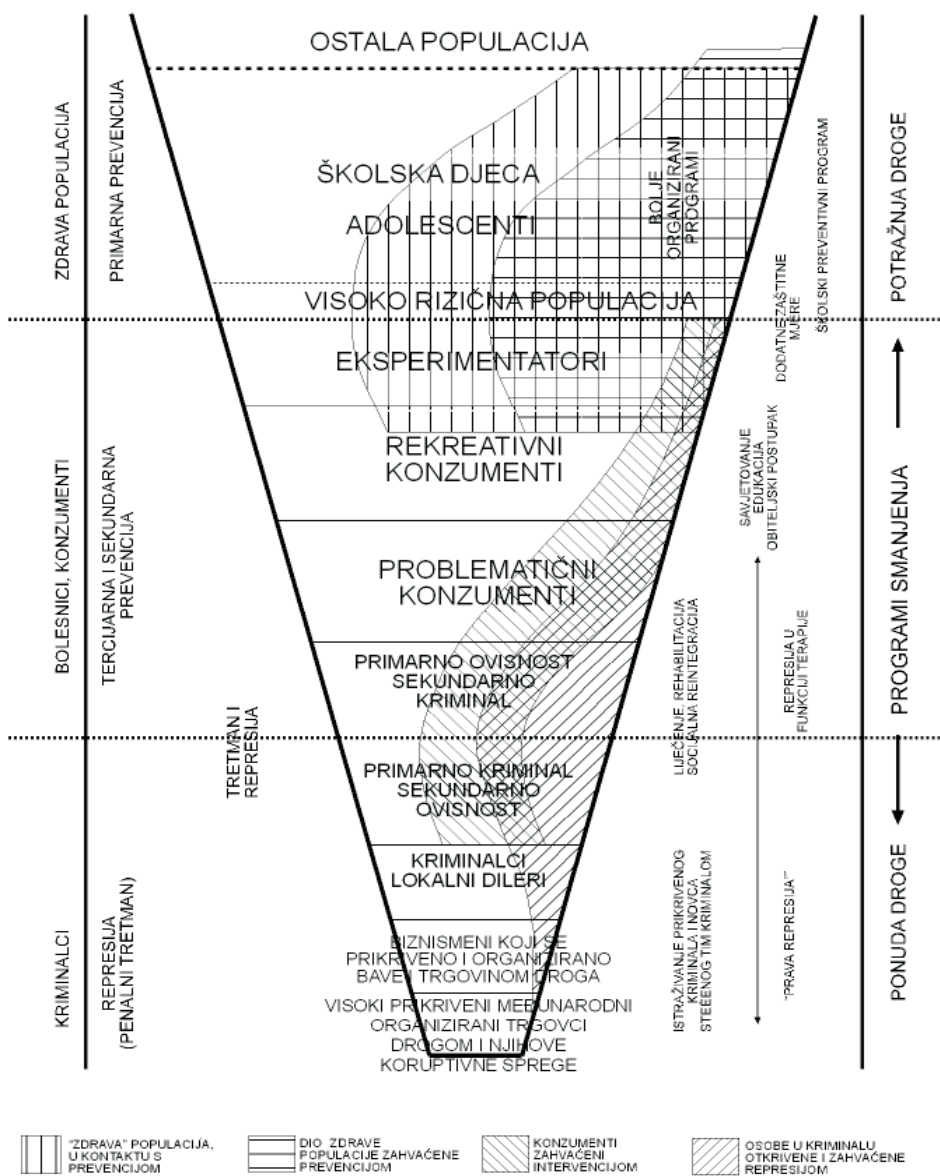 OSTALA POPULACIJA
ŠKOLSKA DJECA
ADOLESCENTI
VISOKO RIZIČNA POPULACIJA
EKSPERIMENTATORI
REKREATIVNI
KONZUMENTI
PROBLEMATIČNI
KONZUMENTI
PRIMARNO OVISNOST
SEKUNDARNO
KRIMINAL
PRIMARNO KRIMINAL
SEKUNDARNO
OVISNOST
KRIMINALCI
LOKALNI DILERI
BIZNISMENI KOJI SE
PRIKRIVENO I ORGANIZIRANO
BAVE I TRGOVINOM DROGA
VISOKI PRIKRIVENI MEĐUNARODNI
ORGANIZIRANI TRGOVCI
DROGOM I NJIHOVE
KORUPTIVNE SPREGE
BOLJE
ORGANIZIRANI
PROGRAMI
ZDRAVA POPULACIJA
PRIMARNA PREVENCIJA
BOLESNICI, KONZUMENTI
TERCIJARNA I SEKUNDARNA
PREVENCIJA
TRETMAN I
REPRESIJA
KRIMINALCI
REPRESIJA
(PENALNI TRETMAN)
ŠKOLSKI PREVENTIVNI PROGRAM
DODATNE ZAŠTITNE
MJERE
SAVJETOVANJE
EDUKACIJA
OBITELJSKI POSTUPAK
LIJEČENJE, REHABILITACIJA
SOCIJALNA REINTEGRACIJA
REPRESIJA U
FUNKCIJI TERAPIJE
ISTRAŽIVANJE PRIKRIVENOG
KRIMINALA I NOVCA
STEĆENOG TIM KRIMINALOM
"PRAVA REPRESIJA"
POTRAŽNJA DROGE
PROGRAMI SMANJENJA
PONUDA DROGE
"ZDRAVA" POPULACIJA,
U KONTAKTU S
PREVENCIJOM
DIO ZDRAVE
POPULACIJE ZAHVAĆENE
PREVENCIJOM
KONZUMENTI
ZAHVAĆENI
INTERVENCIJOM
OSOBE U KRIMINALU
OTKRIVENE I ZAHVAĆENE
REPRESIJOM